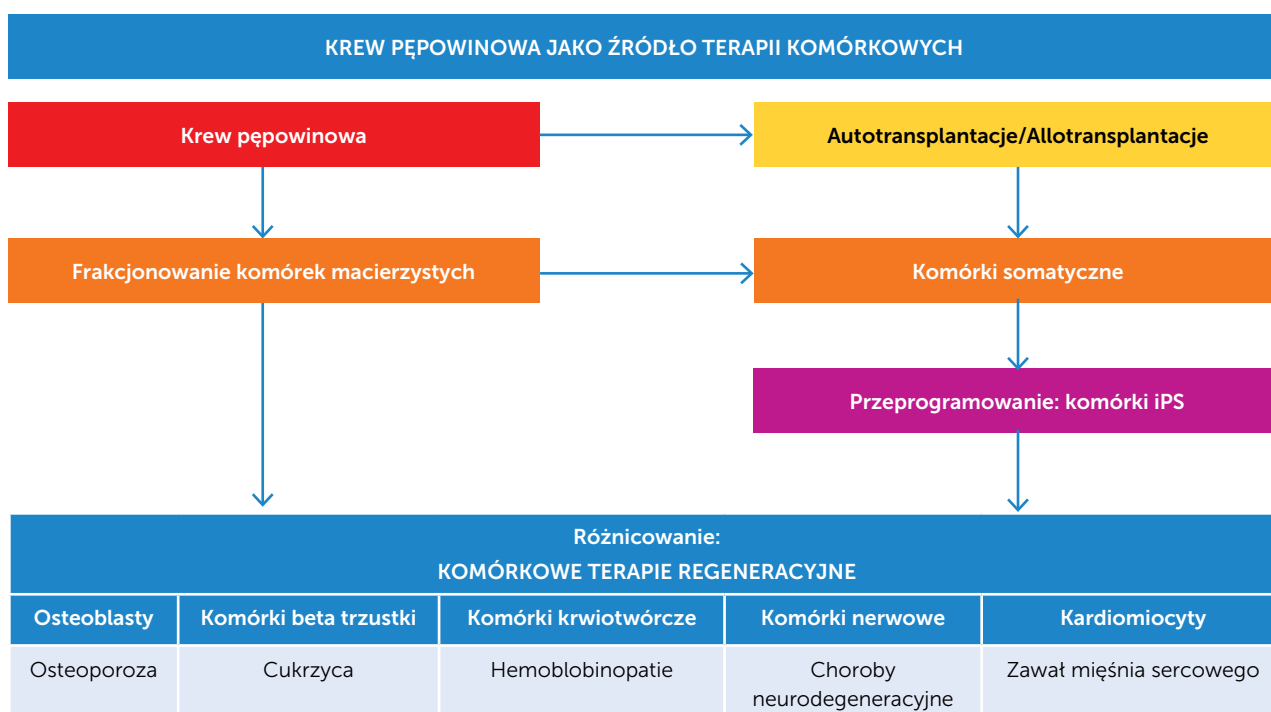 KREW PĘPOWINOWA JAKO ŹRÓDŁO TERAPII KOMÓRKOWYCH
Krew pępowinowa
Autotransplantacje/Allotransplantacje
Frakcjonowanie komórek macierzystych
Komórki somatyczne
Przeprogramowanie: komórki iPS
Różnicowanie:
KOMÓRKOWE TERAPIE REGENERACYJNE
Osteoblasty
Komórki beta trzustki
Komórki krwiotwórcze
Komórki nerwowe
Kardiomiocyty
Osteoporoza
Cukrzyca
Hemoblobinopatie
Choroby
neurodegeneracyjne
Zawał mięśnia sercowego